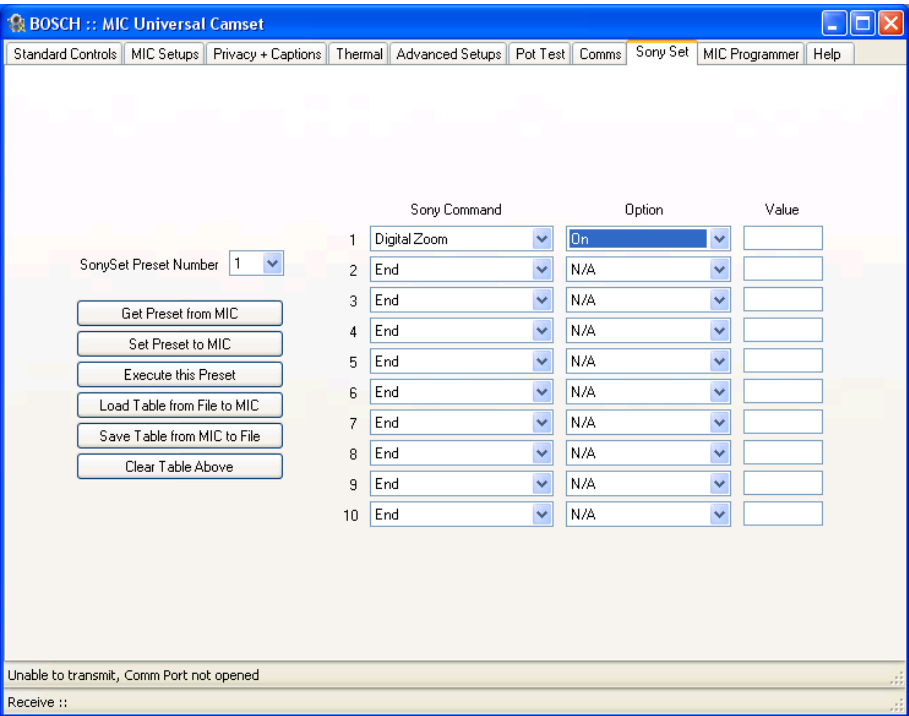 BOSCH :: MIC Universal Camset
Standard Controls MIC Setups Privacy + Captions Thermal Advanced Setups Pot Test Comms Sony Set MIC Programmer Help
Sony Command Option Value
SonySet Preset Number 1
Get Preset from MIC
Set Preset to MIC
Execute this Preset
Load Table from File to MIC
Save Table from MIC to File
Clear Table Above
1 Digital Zoom On
2 End N/A
3 End N/A
4 End N/A
5 End N/A
6 End N/A
7 End N/A
8 End N/A
9 End N/A
10 End N/A
Unable to transmit, Comm Port not opened
Receive ::